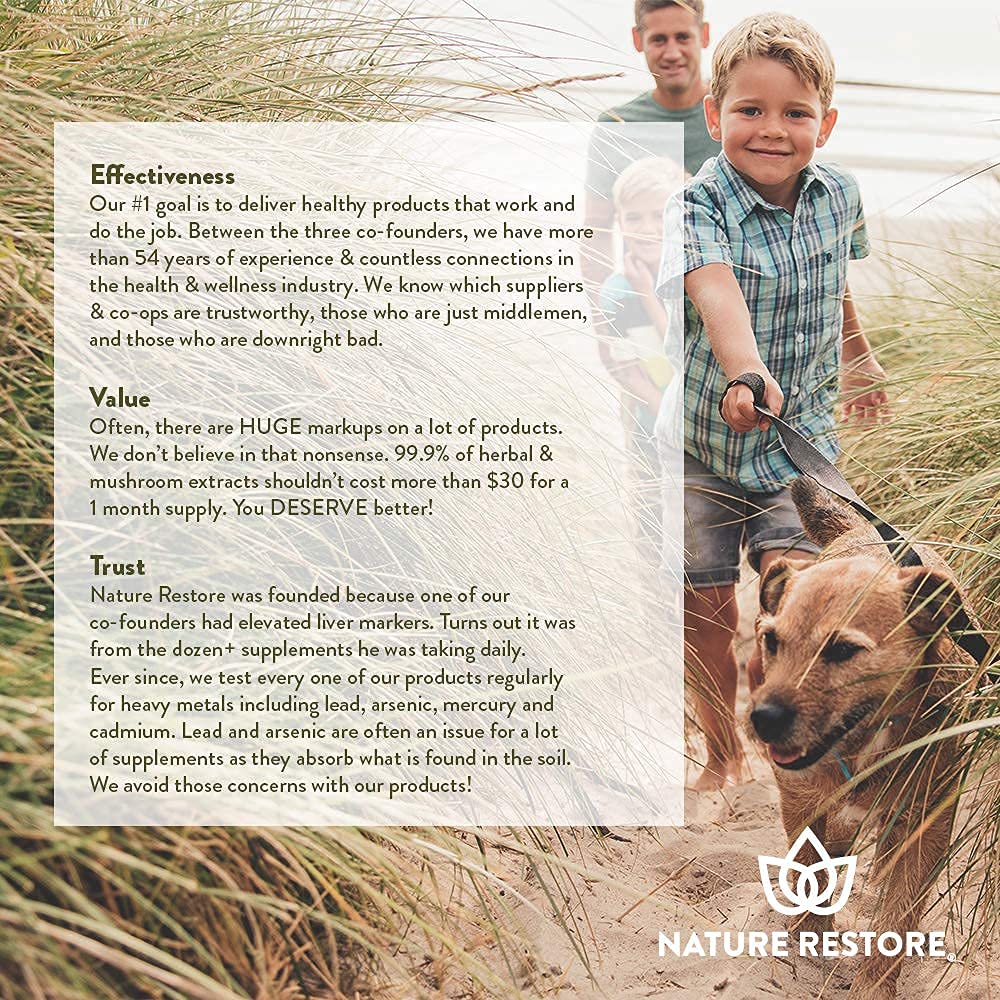 Effectiveness
Our #1 goal is to deliver healthy products that work and
do the job. Between the three co-founders, we have more
than 54 years of experience & countless connections in
the health & wellness industry. We know which suppliers
& co-ops are trustworthy, those who are just middlemen,
and those who are downright bad.
Value
Often, there are HUGE markups on a lot of products.
We don't believe in that nonsense. 99.9% of herbal &
mushroom extracts shouldn't cost more than $30 for a
1 month supply. You DESERVE better!
Trust
Nature Restore was founded because one of our
co-founders had elevated liver markers. Turns out it was
from the dozen+ supplements he was taking daily.
Ever since, we test every one of our products regularly
for heavy metals including lead, arsenic, mercury and
cadmium. Lead and arsenic are often an issue for a lot
of supplements as they absorb what is found in the soil.
We avoid those concerns with our products!
NATURE RESTORE®